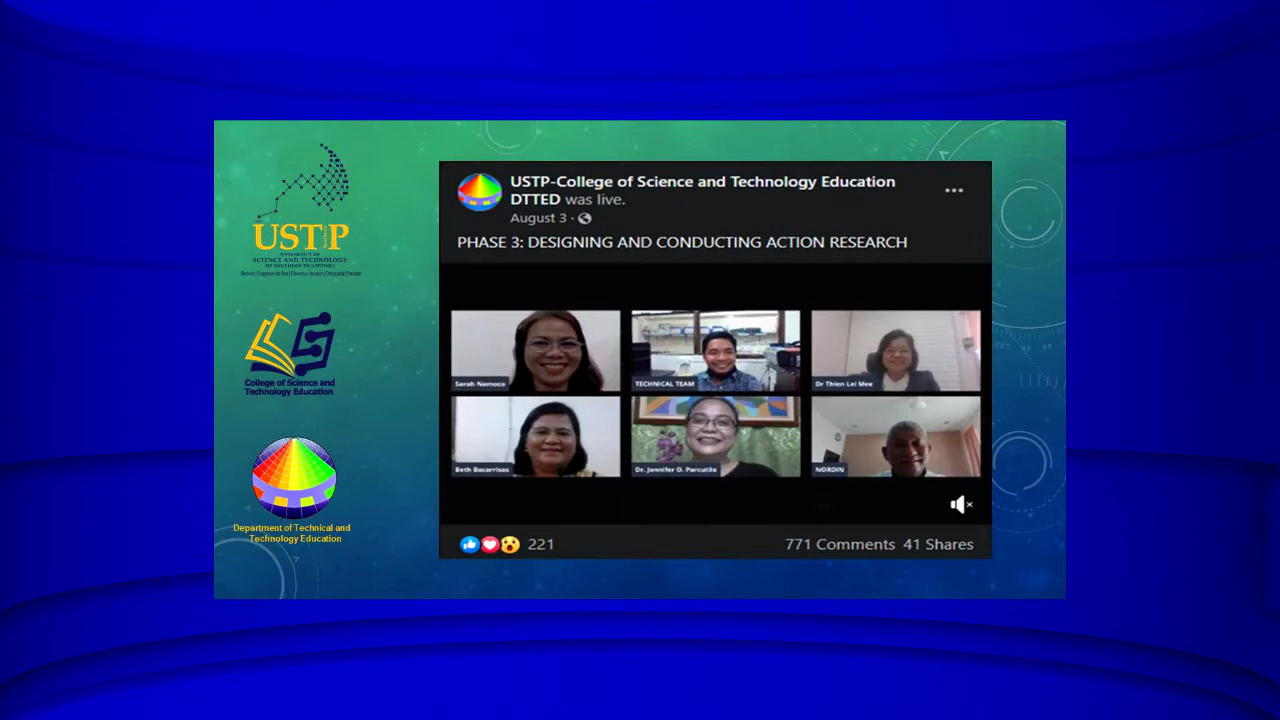 USTP
UNIVERSITY OF
SCIENCE AND TECHNOLOGY
OF SOUTHERN PHILIPPINES
College of Science and
Technology Education
Department of Technical and
Technology Education
USTP-College of Science and Technology Education
DTTED was live.
August 3 ·
PHASE 3: DESIGNING AND CONDUCTING ACTION RESEARCH
Sarah Namoco
TECHNICAL TEAM
Dr Thien Lei Mee
Beth Bacarrisas
Dr. Jennifer O. Parcutilo
NORDIN
221
771 Comments 41 Shares